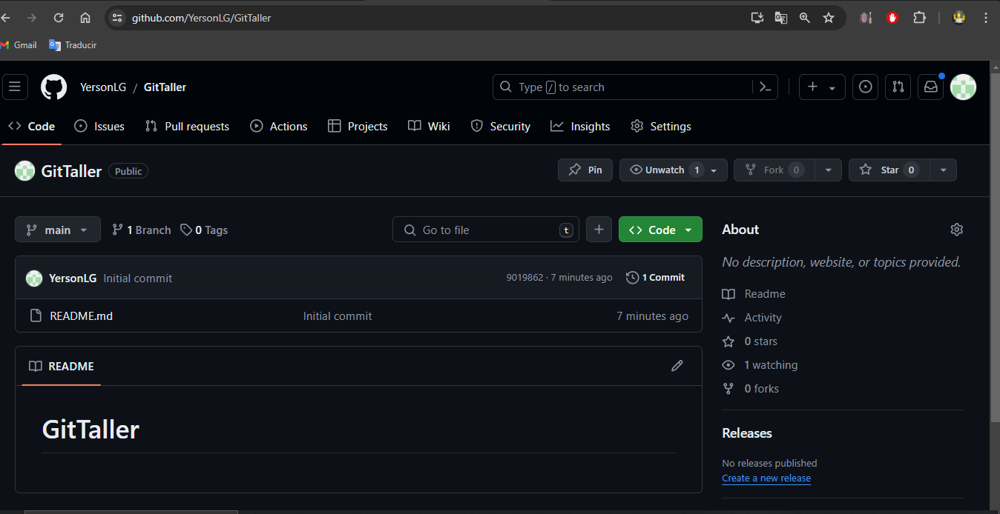 github.com/YersonLG/GitTaller
Gmail Traducir
YersonLG / GitTaller Type / to search
Code Issues Pull requests Actions Projects Wiki Security Insights Settings
GitTaller Public Pin Unwatch 1 Fork 0 Star 0
main 1 Branch 0 Tags Go to file t Code
YersonLG Initial commit 9019862 · 7 minutes ago 1 Commit
README.md Initial commit 7 minutes ago
README
GitTaller
About
No description, website, or topics provided.
Readme
Activity
0 stars
1 watching
0 forks
Releases
No releases published
Create a new release